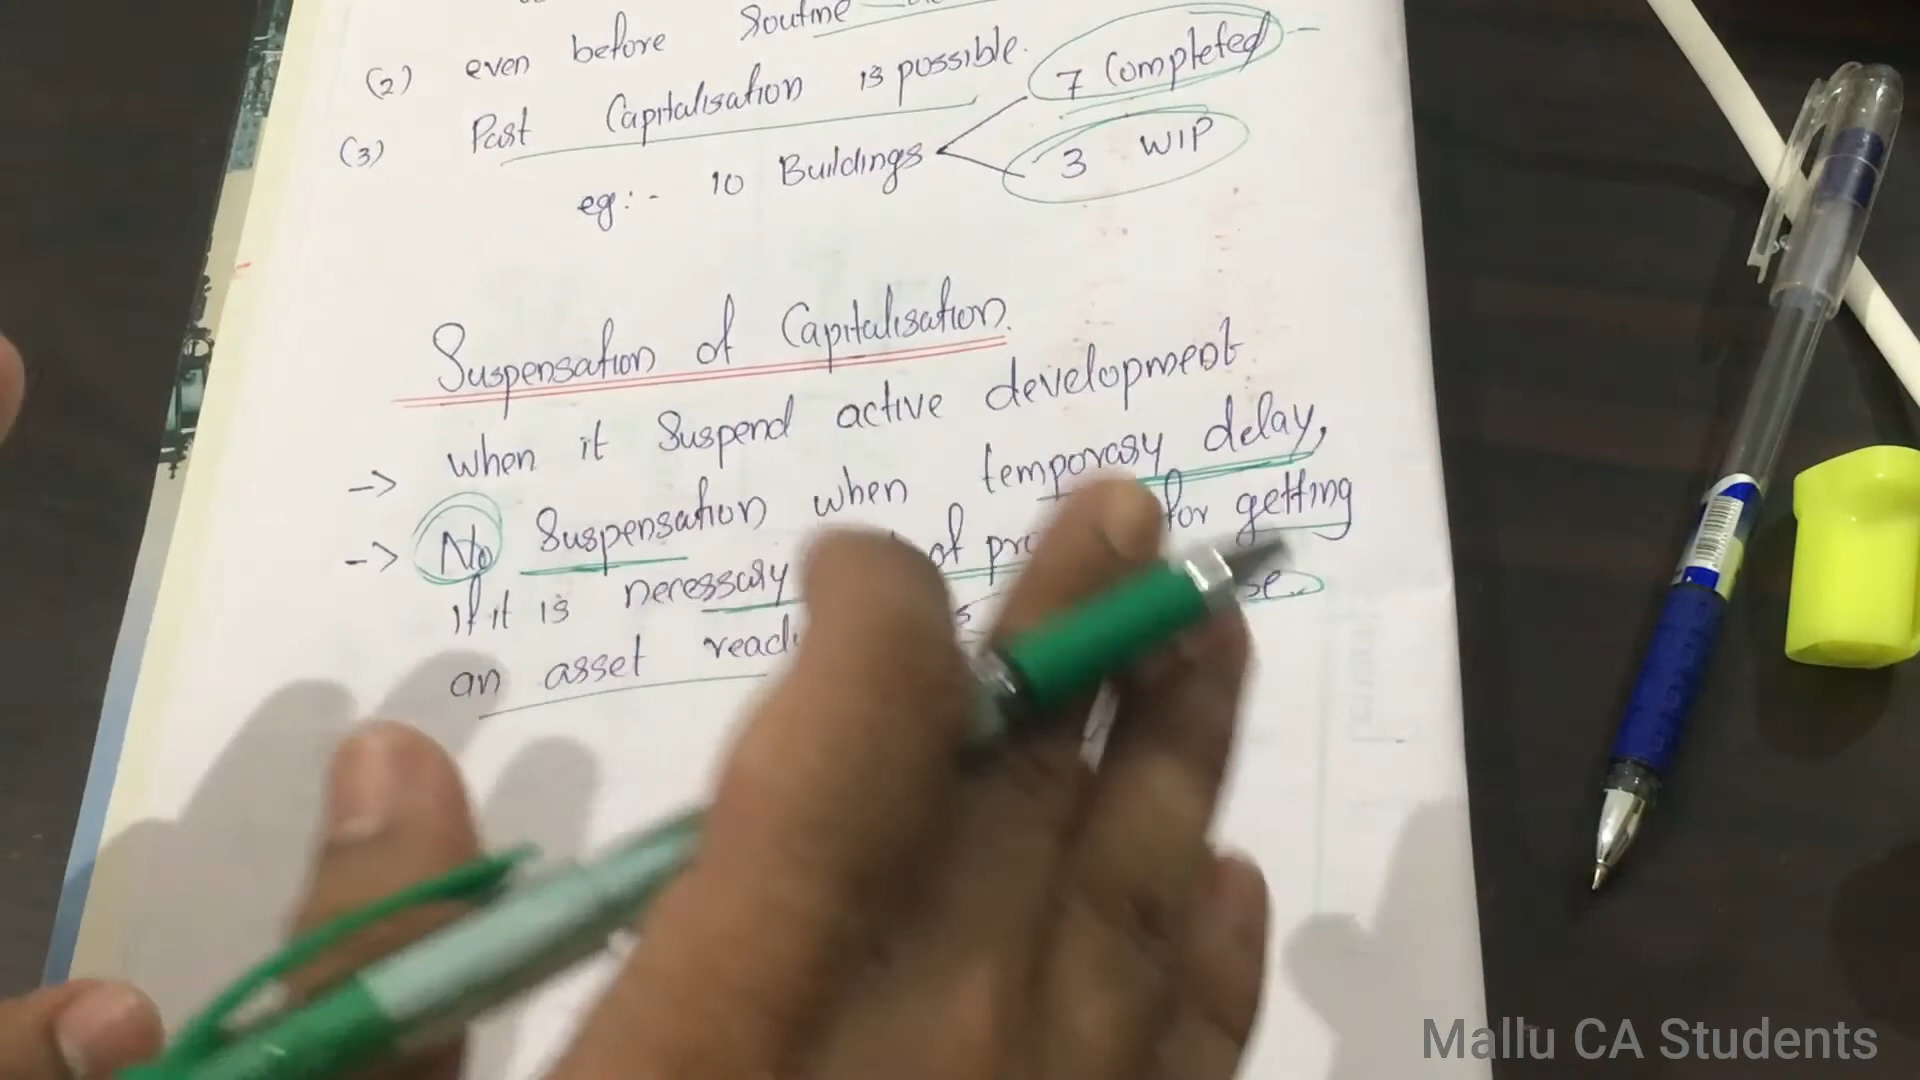 (2) even before Routine
(3) Past Capitalisation is possible.
7 Completed
eg:- 10 Buildings
3 WIP
Suspensation of Capitalisation.
-> when it Suspend active development
-> No Suspensation when temporary delay,
If it is necessary of for getting
an asset
Mallu CA Students